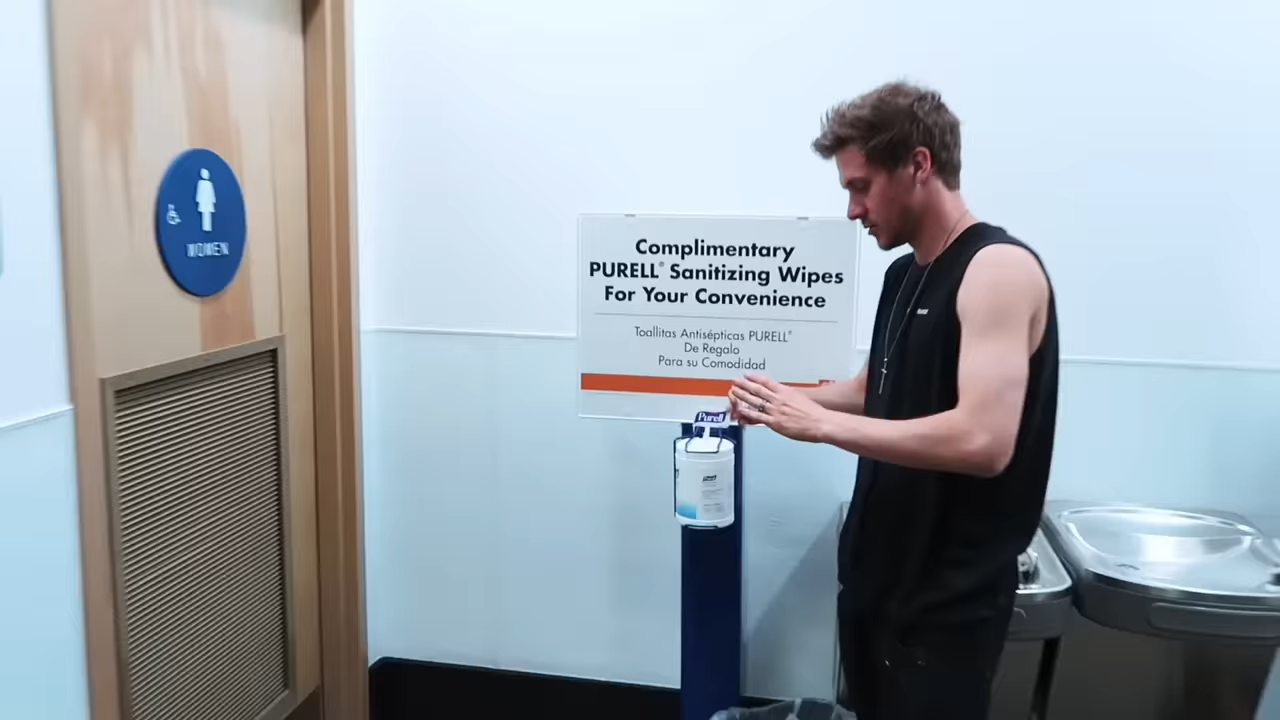 WOMEN
Complimentary
PURELL® Sanitizing Wipes
For Your Convenience
Toallitas Antisépticas PURELL®
De Regalo
Para su Comodidad
Purell